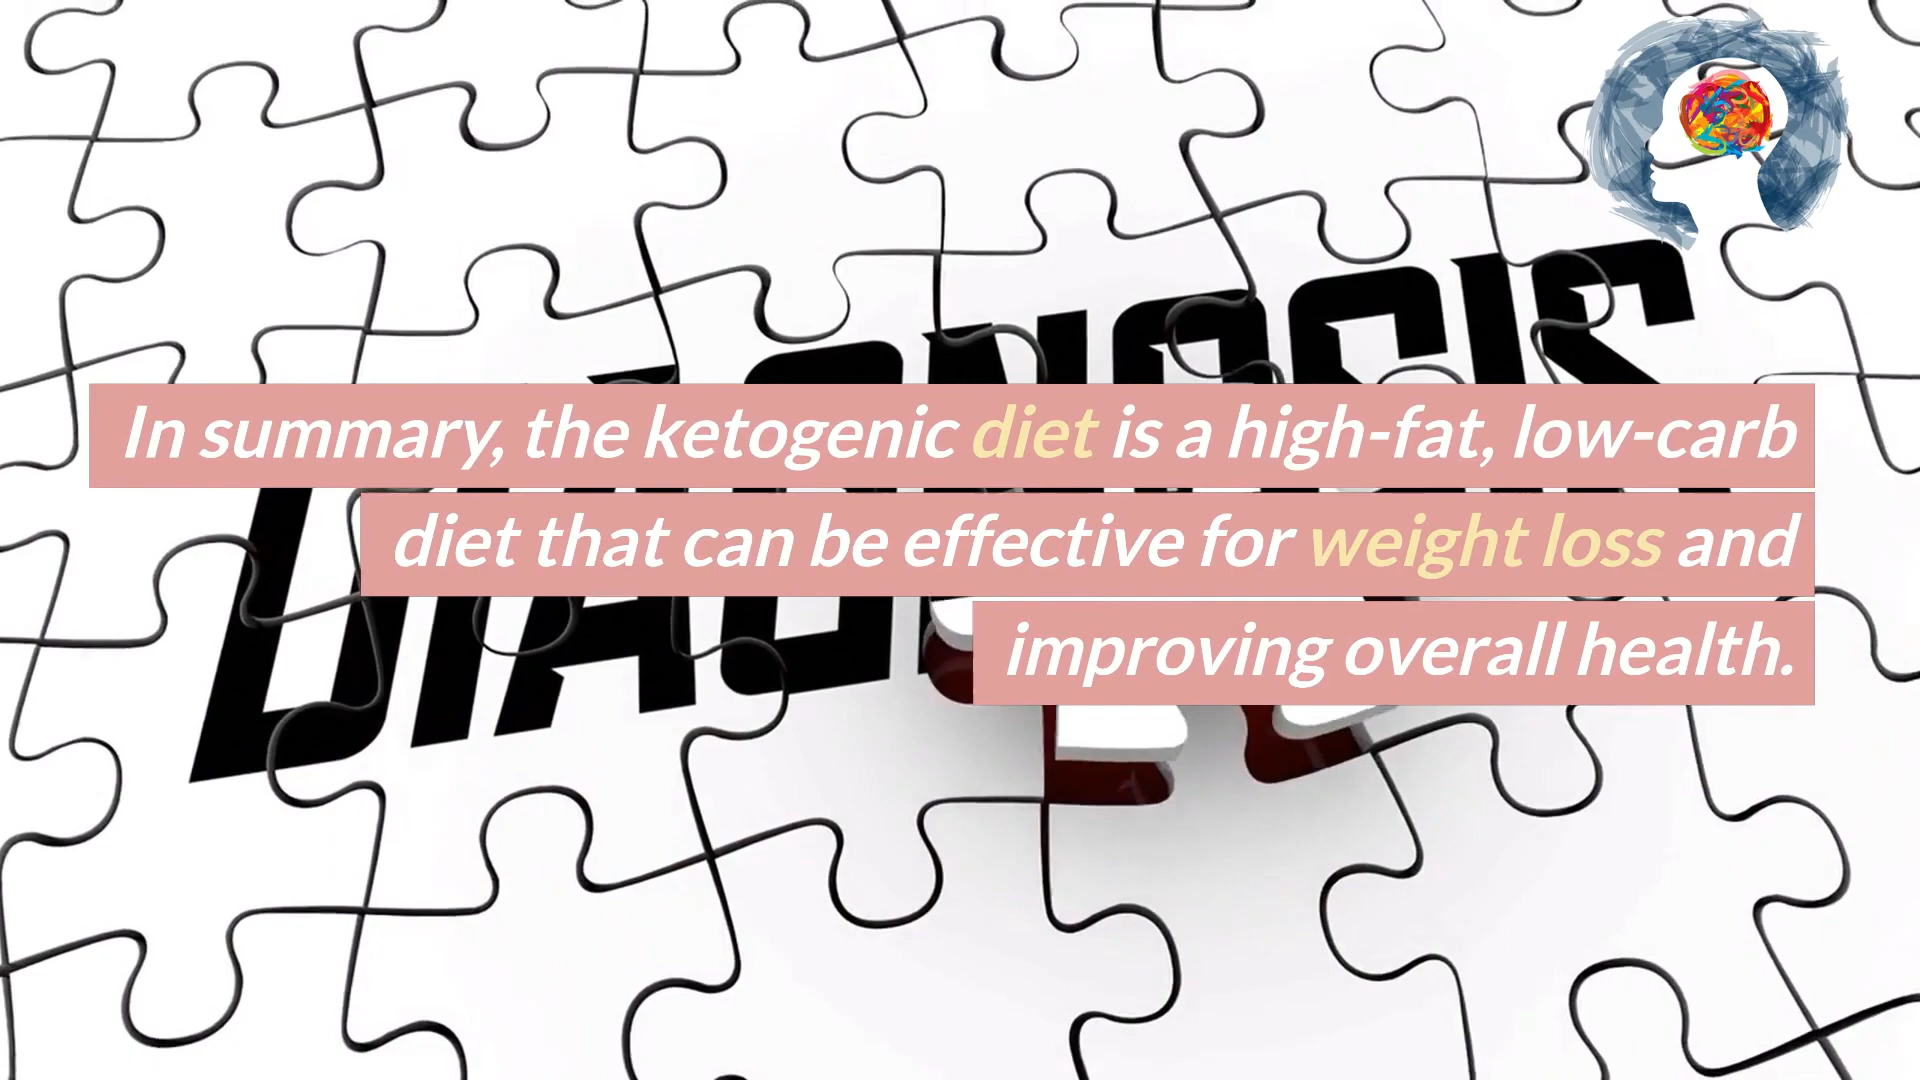 DIAGNOSIS
In summary, the ketogenic diet is a high-fat, low-carb
diet that can be effective for weight loss and
improving overall health.